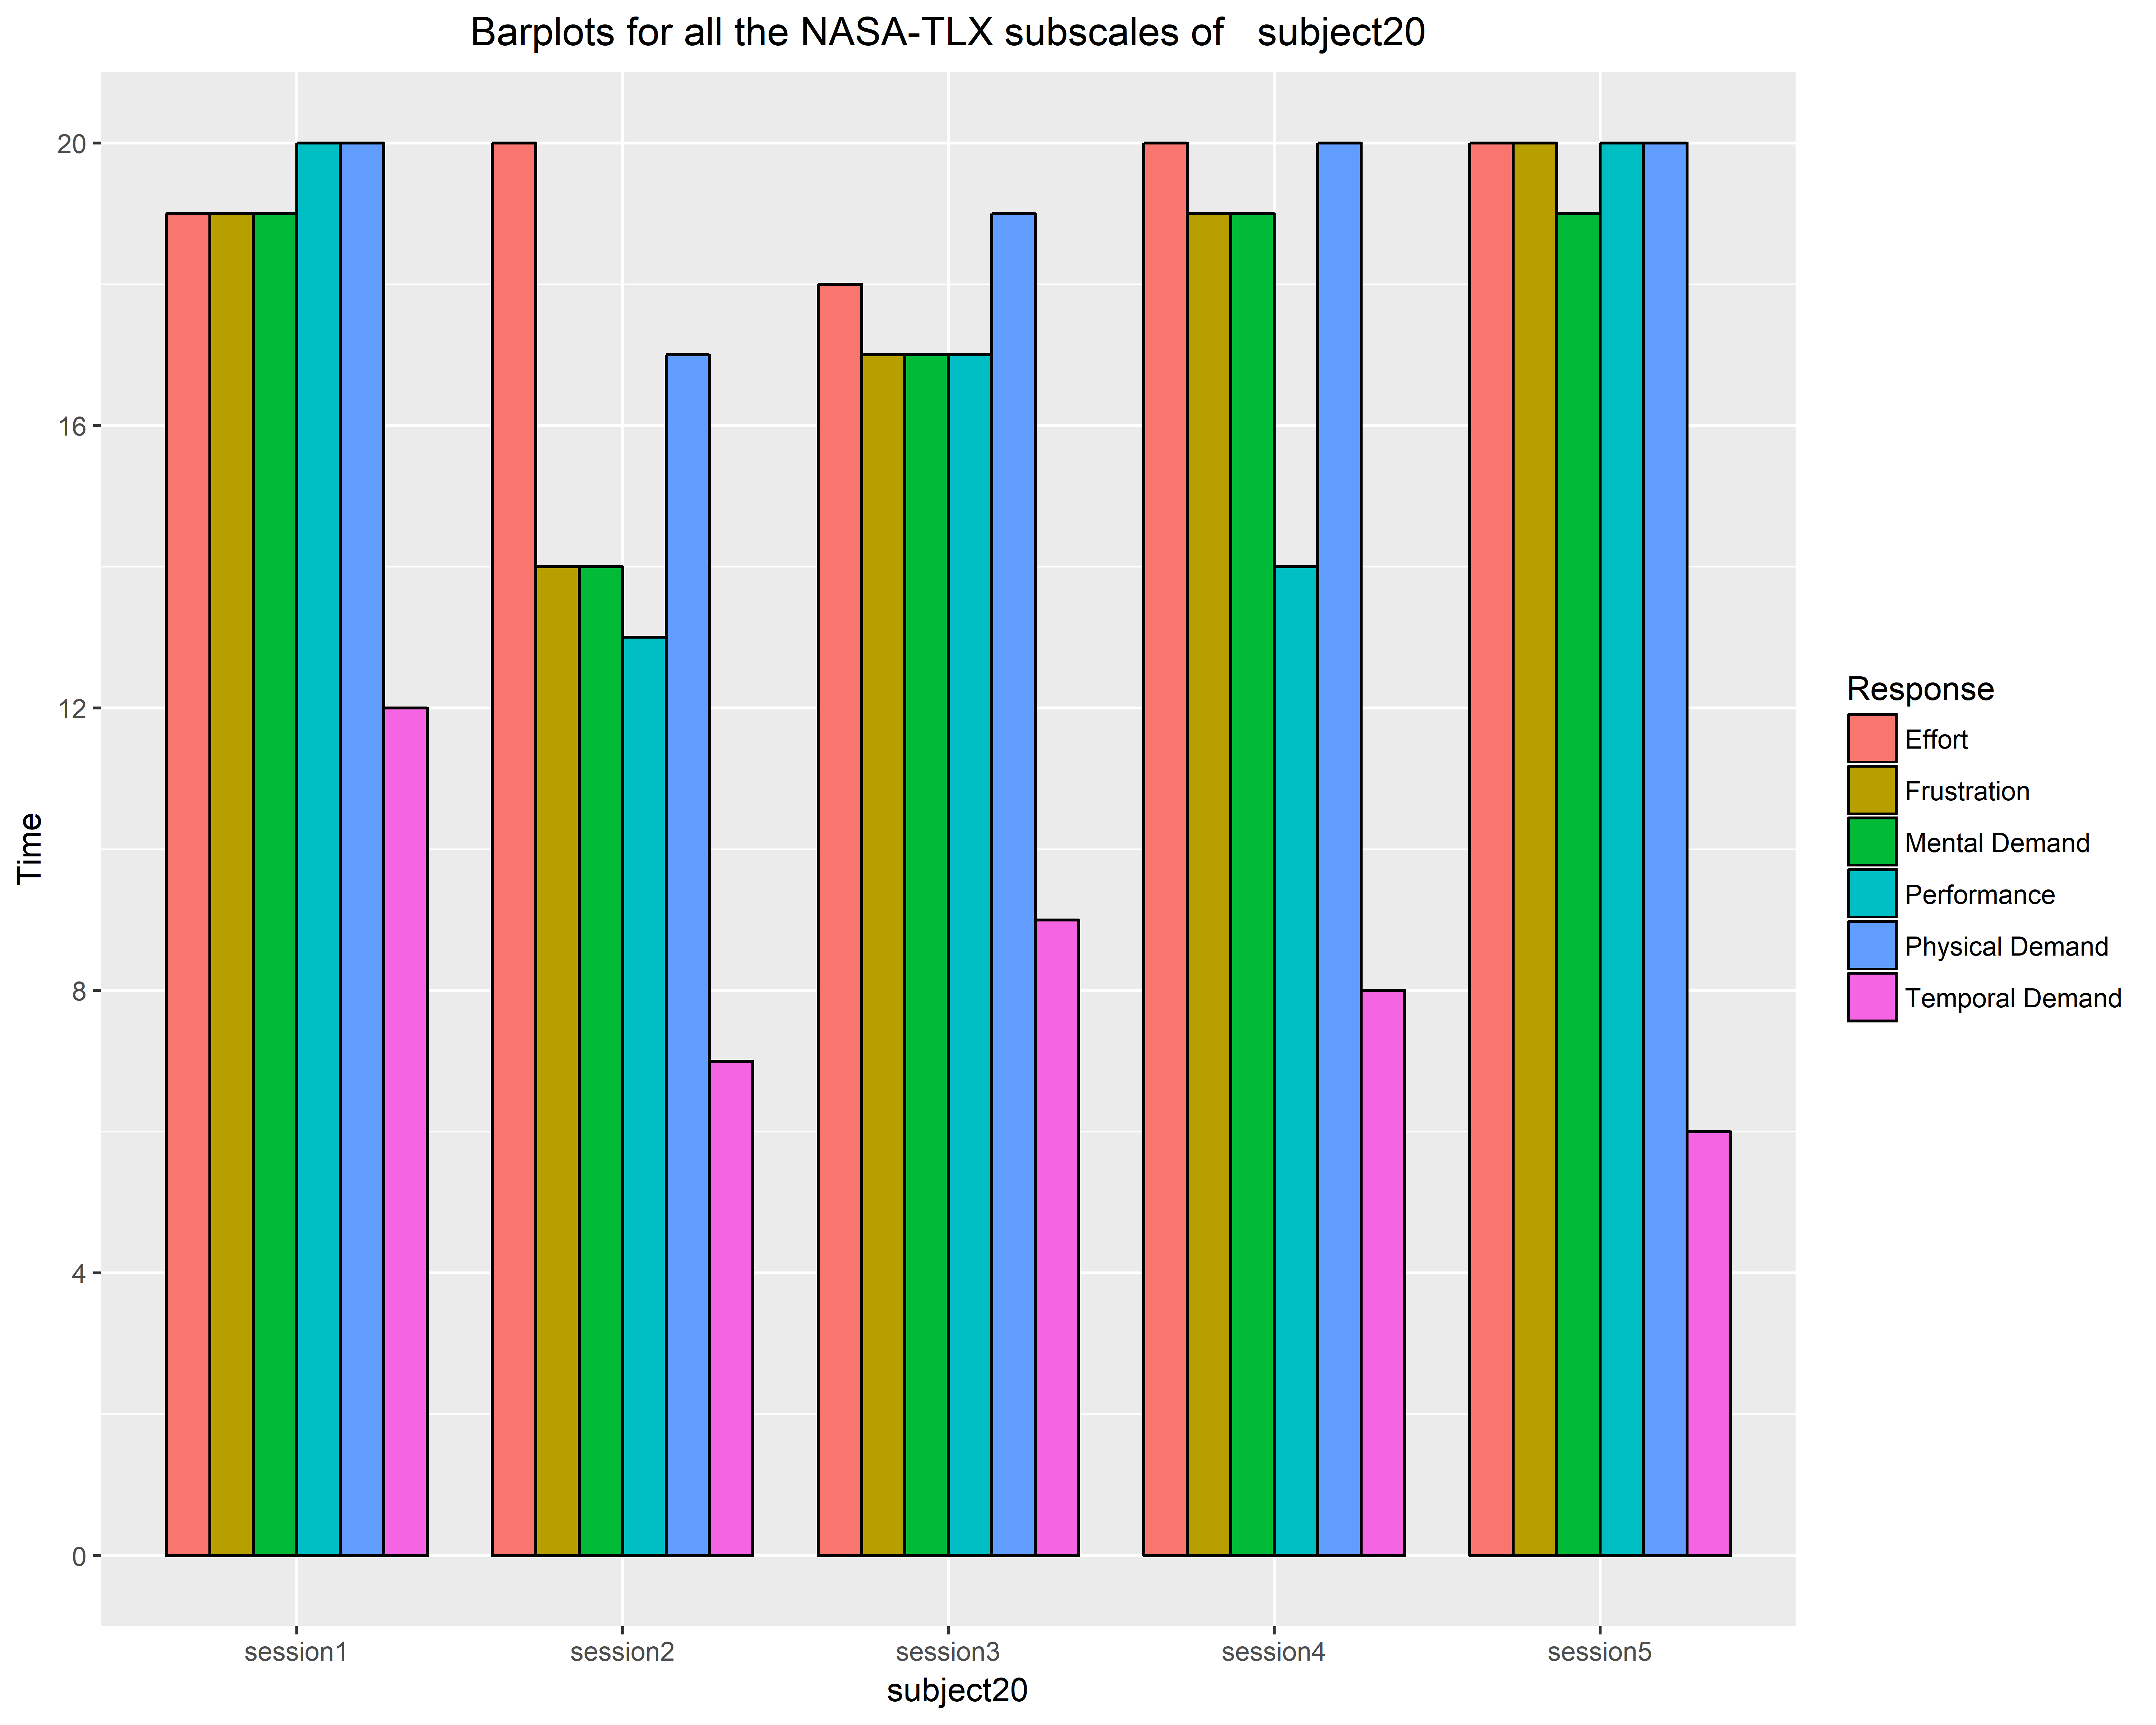 Barplots for all the NASA-TLX subscales of   subject20
20
16
12
8
4
0
Time
session1
session2
session3
session4
session5
subject20
Response
Effort
Frustration
Mental Demand
Performance
Physical Demand
Temporal Demand